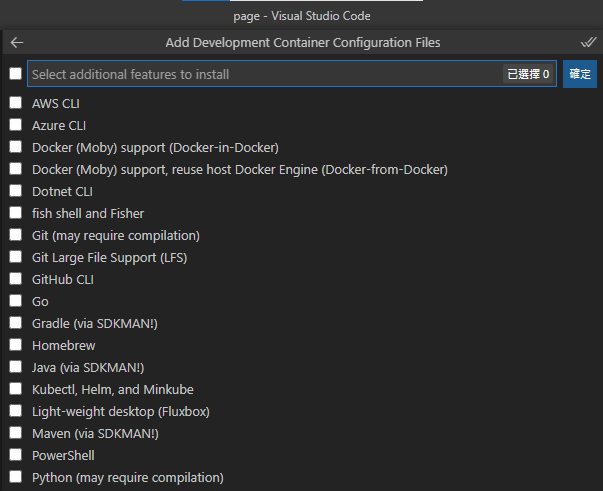 page - Visual Studio Code
Add Development Container Configuration Files
Select additional features to install 已選擇 0 確定
AWS CLI
Azure CLI
Docker (Moby) support (Docker-in-Docker)
Docker (Moby) support, reuse host Docker Engine (Docker-from-Docker)
Dotnet CLI
fish shell and Fisher
Git (may require compilation)
Git Large File Support (LFS)
GitHub CLI
Go
Gradle (via SDKMAN!)
Homebrew
Java (via SDKMAN!)
Kubectl, Helm, and Minkube
Light-weight desktop (Fluxbox)
Maven (via SDKMAN!)
PowerShell
Python (may require compilation)